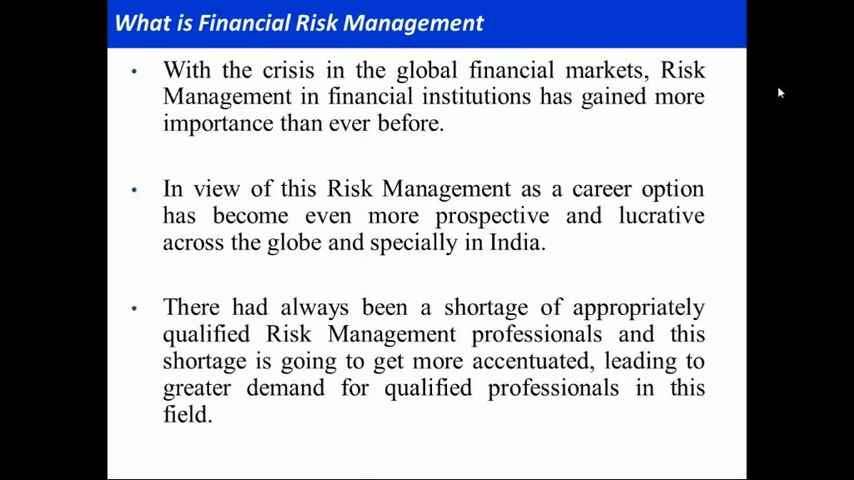 What is Financial Risk Management
• With the crisis in the global financial markets, Risk
Management in financial institutions has gained more
importance than ever before.
• In view of this Risk Management as a career option
has become even more prospective and lucrative
across the globe and specially in India.
• There had always been a shortage of appropriately
qualified Risk Management professionals and this
shortage is going to get more accentuated, leading to
greater demand for qualified professionals in this
field.